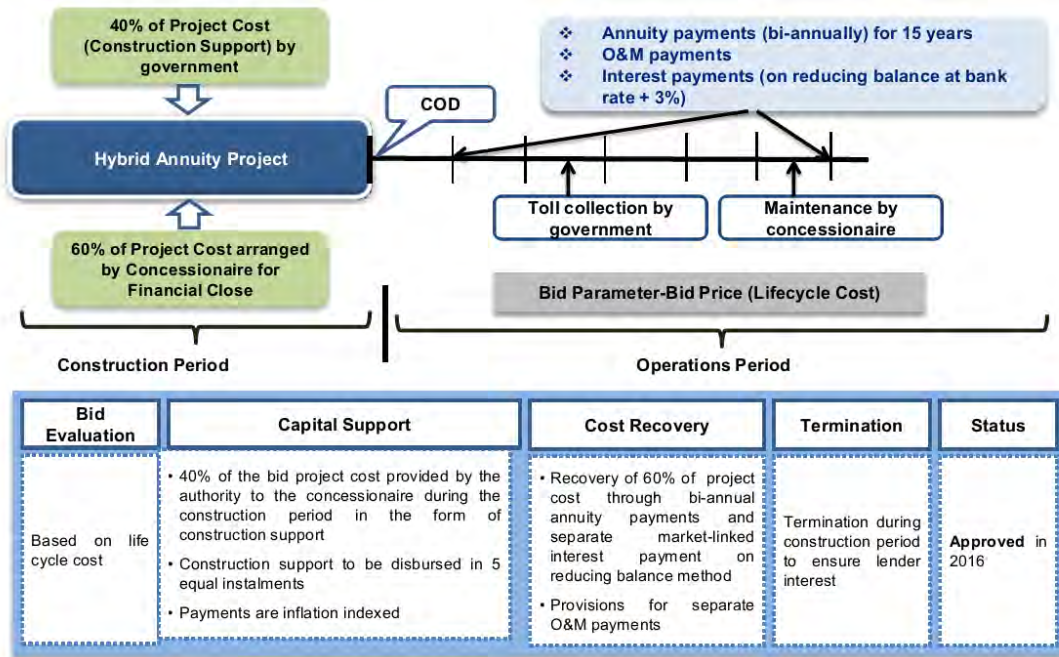 40% of Project Cost
(Construction Support) by
government
❖ Annuity payments (bi-annually) for 15 years
❖ O&M payments
❖ Interest payments (on reducing balance at bank
rate + 3%)
COD
Hybrid Annuity Project
Toll collection by
government
Maintenance by
concessionaire
60% of Project Cost arranged
by Concessionaire for
Financial Close
Bid Parameter-Bid Price (Lifecycle Cost)
Construction Period
Operations Period
Bid
Evaluation
Capital Support
Cost Recovery
Termination
Status
Based on life
cycle cost
• 40% of the bid project cost provided by the
authority to the concessionaire during the
construction period in the form of
construction support
• Construction support to be disbursed in 5
equal instalments
• Payments are inflation indexed
• Recovery of 60% of project
cost through bi-annual
annuity payments and
separate market-linked
interest payment on
reducing balance method
• Provisions for separate
O&M payments
Termination during
construction period
to ensure lender
interest
Approved in
2016